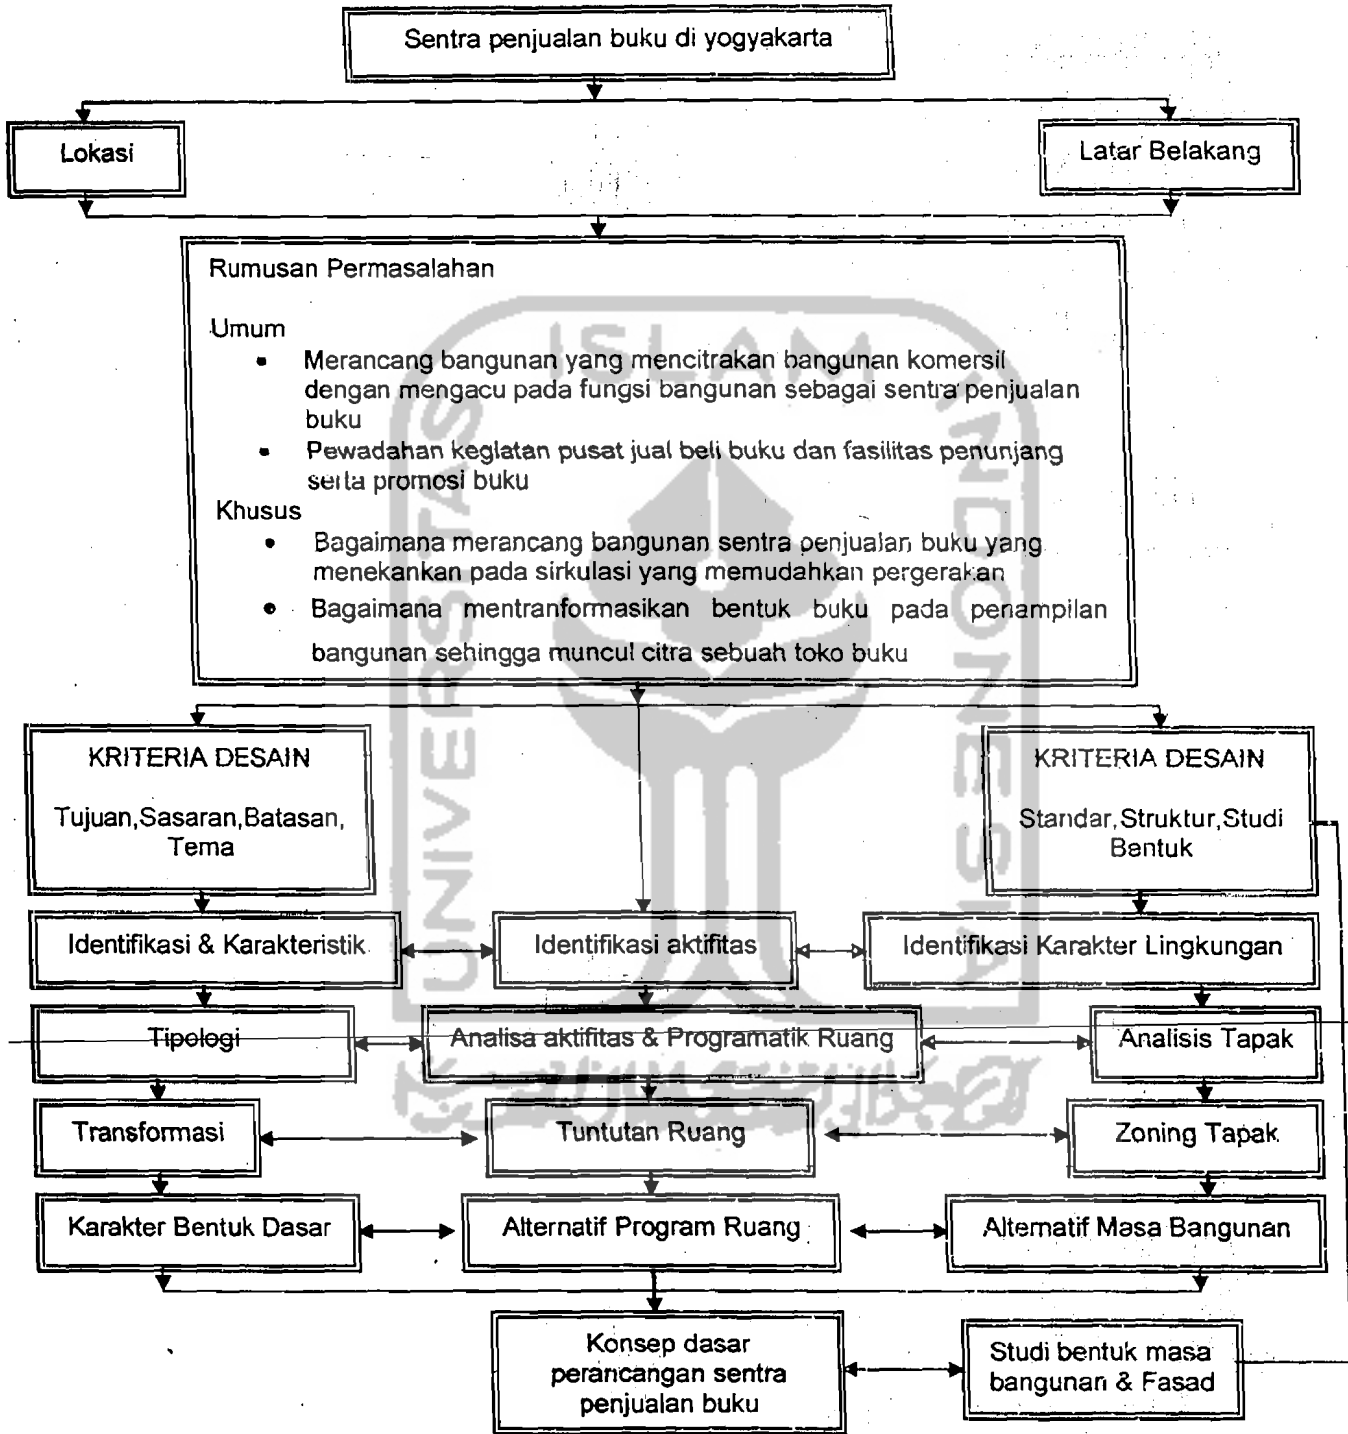 Sentra penjualan buku di yogyakarta
Lokasi
Latar Belakang
Rumusan Permasalahan
Umum
• Merancang bangunan yang mencitrakan bangunan komersil
dengan mengacu pada fungsi bangunan sebagai sentra penjualan
buku
• Pewadahan kegiatan pusat jual beli buku dan fasilitas penunjang
serta promosi buku
Khusus
• Bagaimana merancang bangunan sentra penjualan buku yang
menekankan pada sirkulasi yang memudahkan pergerakan
• Bagaimana mentranformasikan bentuk buku pada penampilan
bangunan sehingga muncul citra sebuah toko buku
KRITERIA DESAIN
Tujuan,Sasaran,Batasan,
Tema
KRITERIA DESAIN
Standar,Struktur,Studi
Bentuk
Identifikasi & Karakteristik
Identifikasi aktifitas
Identifikasi Karakter Lingkungan
Tipologi
Analisa aktifitas & Programatik Ruang
Analisis Tapak
Transformasi
Tuntutan Ruang
Zoning Tapak
Karakter Bentuk Dasar
Alternatif Program Ruang
Alternatif Masa Bangunan
Konsep dasar
perancangan sentra
penjualan buku
Studi bentuk masa
bangunan & Fasad
UNIVERSITAS
ISLAM
INDONESIA